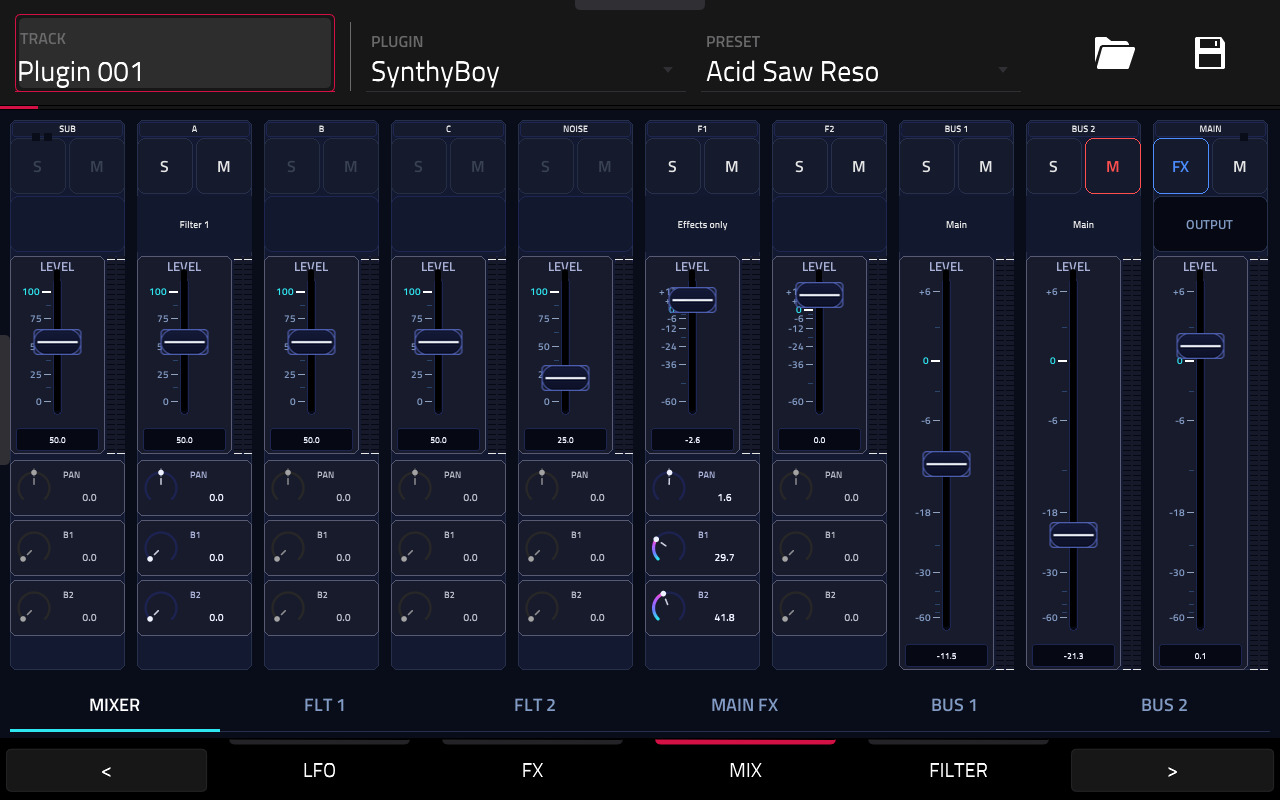 TRACK
Plugin 001
PLUGIN
SynthyBoy
PRESET
Acid Saw Reso
SUB A B C NOISE F1 F2 BUS 1 BUS 2 MAIN
S M S M S M S M S M S M S M S M S M FX M
Filter 1 Effects only Main Main OUTPUT
LEVEL LEVEL LEVEL LEVEL LEVEL LEVEL LEVEL LEVEL LEVEL LEVEL
100 75 25 0
100 75 25 0
100 75 25 0
100 75 25 0
100 75 50 0
-6 -12 -24 -36 -60
0 -6 -12 -24 -36 -60
+6 0 -6 -18 -30 -60
+6 0 -6 -18 -30 -60
+6 0 -6 -18 -30 -60
50.0 50.0 50.0 50.0 25.0 -2.6 0.0
PAN PAN PAN PAN PAN PAN PAN
0.0 0.0 0.0 0.0 0.0 1.6 0.0
B1 B1 B1 B1 B1 B1 B1
0.0 0.0 0.0 0.0 0.0 29.7 0.0
B2 B2 B2 B2 B2 B2 B2
0.0 0.0 0.0 0.0 0.0 41.8 0.0
-11.5 -21.3 0.1
MIXER FLT 1 FLT 2 MAIN FX BUS 1 BUS 2
< LFO FX MIX FILTER >